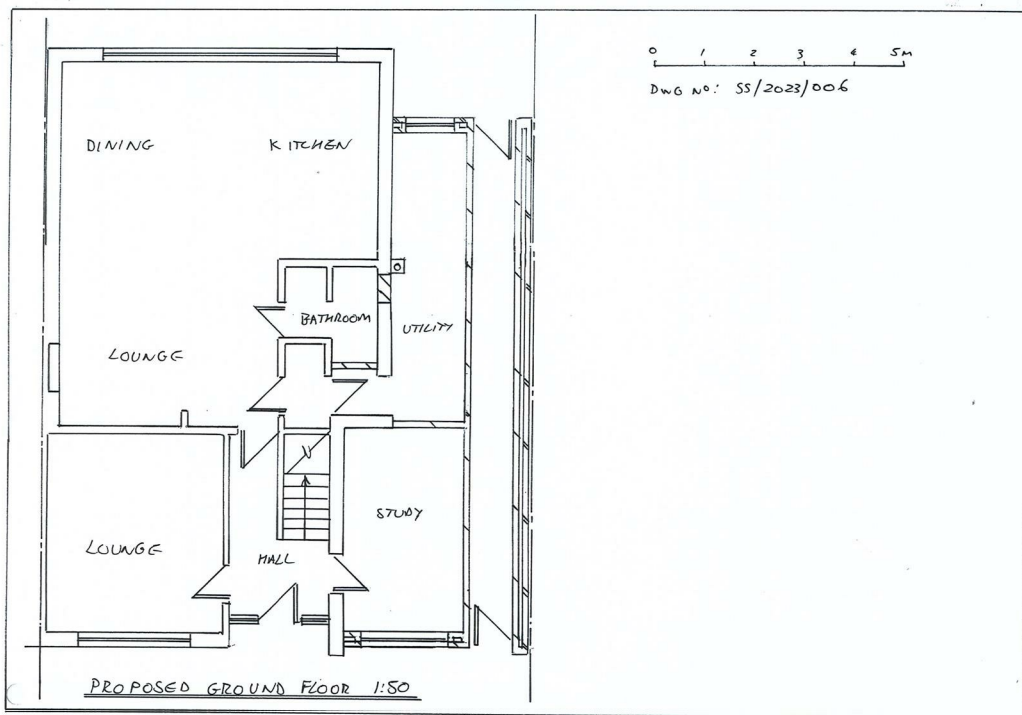 0 1 2 3 4 5m
DWG No: SS/2023/006
DINING KITCHEN
BATHROOM
UTILITY
LOUNGE
STUDY
LOUNGE
HALL
PROPOSED GROUND FLOOR 1:50